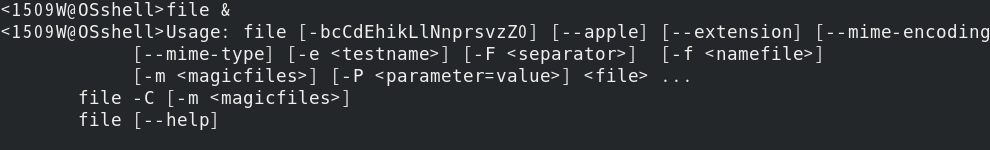 <1509W@OSshell>file &
<1509W@OSshell>Usage: file [-bcCdEhikLlNnprsvzZ0] [--apple] [--extension] [--mime-encoding
[--mime-type] [-e <testname>] [-F <separator>]  [-f <namefile>]
[-m <magicfiles>] [-P <parameter=value>] <file> ...
file -C [-m <magicfiles>]
file [--help]